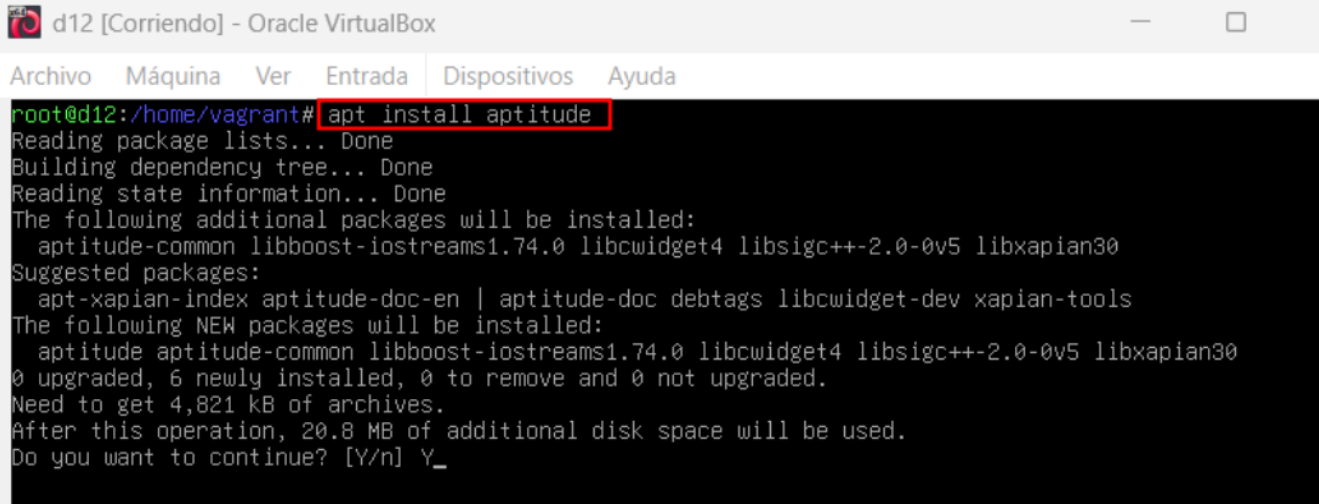 d12 [Corriendo] - Oracle VirtualBox
Archivo Máquina Ver Entrada Dispositivos Ayuda
root@d12:/home/vagrant# apt install aptitude
Reading package lists... Done
Building dependency tree... Done
Reading state information... Done
The following additional packages will be installed:
  aptitude-common libboost-iostreams1.74.0 libcwidget4 libsigc++-2.0-0v5 libxapian30
Suggested packages:
  apt-xapian-index aptitude-doc-en | aptitude-doc debtags libcwidget-dev xapian-tools
The following NEW packages will be installed:
  aptitude aptitude-common libboost-iostreams1.74.0 libcwidget4 libsigc++-2.0-0v5 libxapian30
0 upgraded, 6 newly installed, 0 to remove and 0 not upgraded.
Need to get 4,821 kB of archives.
After this operation, 20.8 MB of additional disk space will be used.
Do you want to continue? [Y/n] Y_